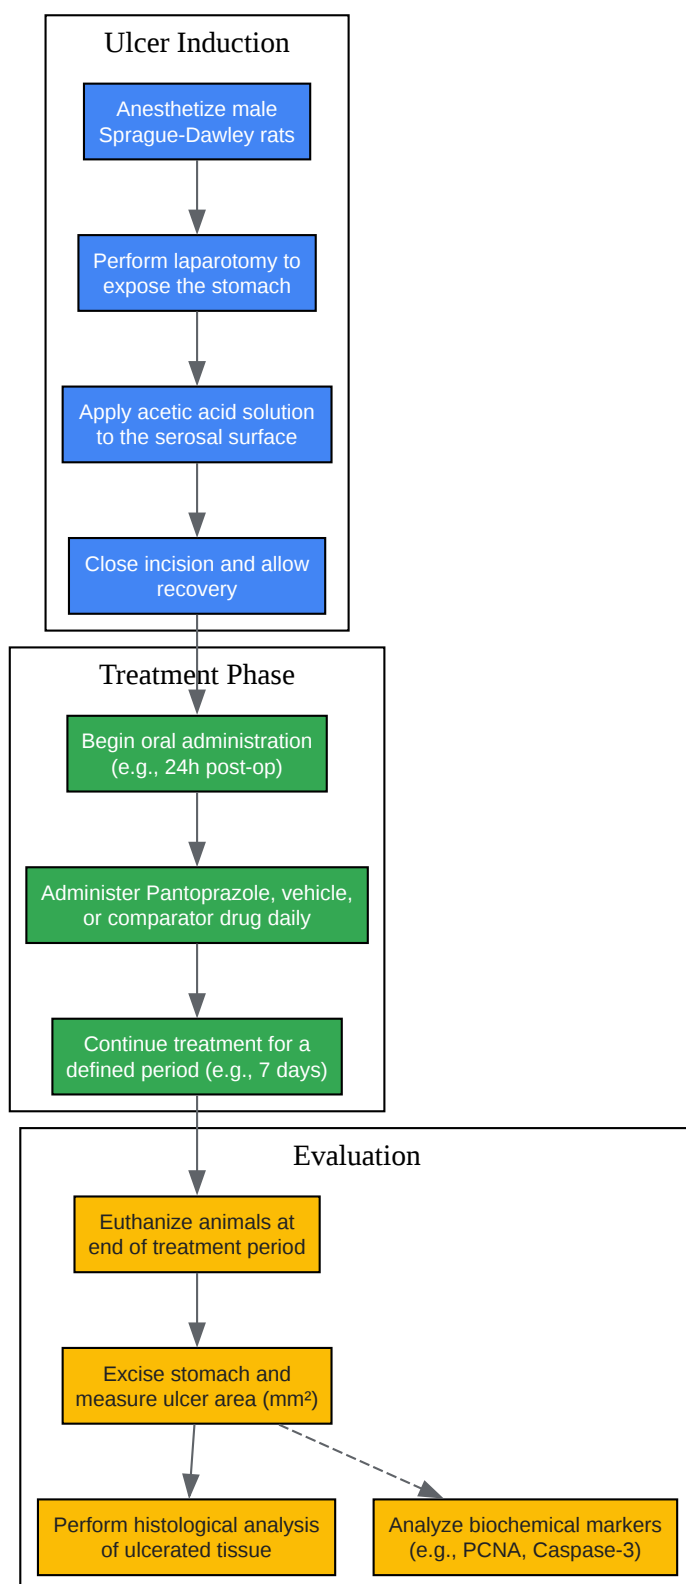 Ulcer Induction
Anesthetize male
Sprague-Dawley rats
Perform laparotomy to
expose the stomach
Apply acetic acid solution
to the serosal surface
Close incision and allow
recovery
Treatment Phase
Begin oral administration
(e.g., 24h post-op)
Administer Pantoprazole, vehicle,
or comparator drug daily
Continue treatment for a
defined period (e.g., 7 days)
Evaluation
Euthanize animals at
end of treatment period
Excise stomach and
measure ulcer area (mm²)
Perform histological analysis
of ulcerated tissue
Analyze biochemical markers
(e.g., PCNA, Caspase-3)